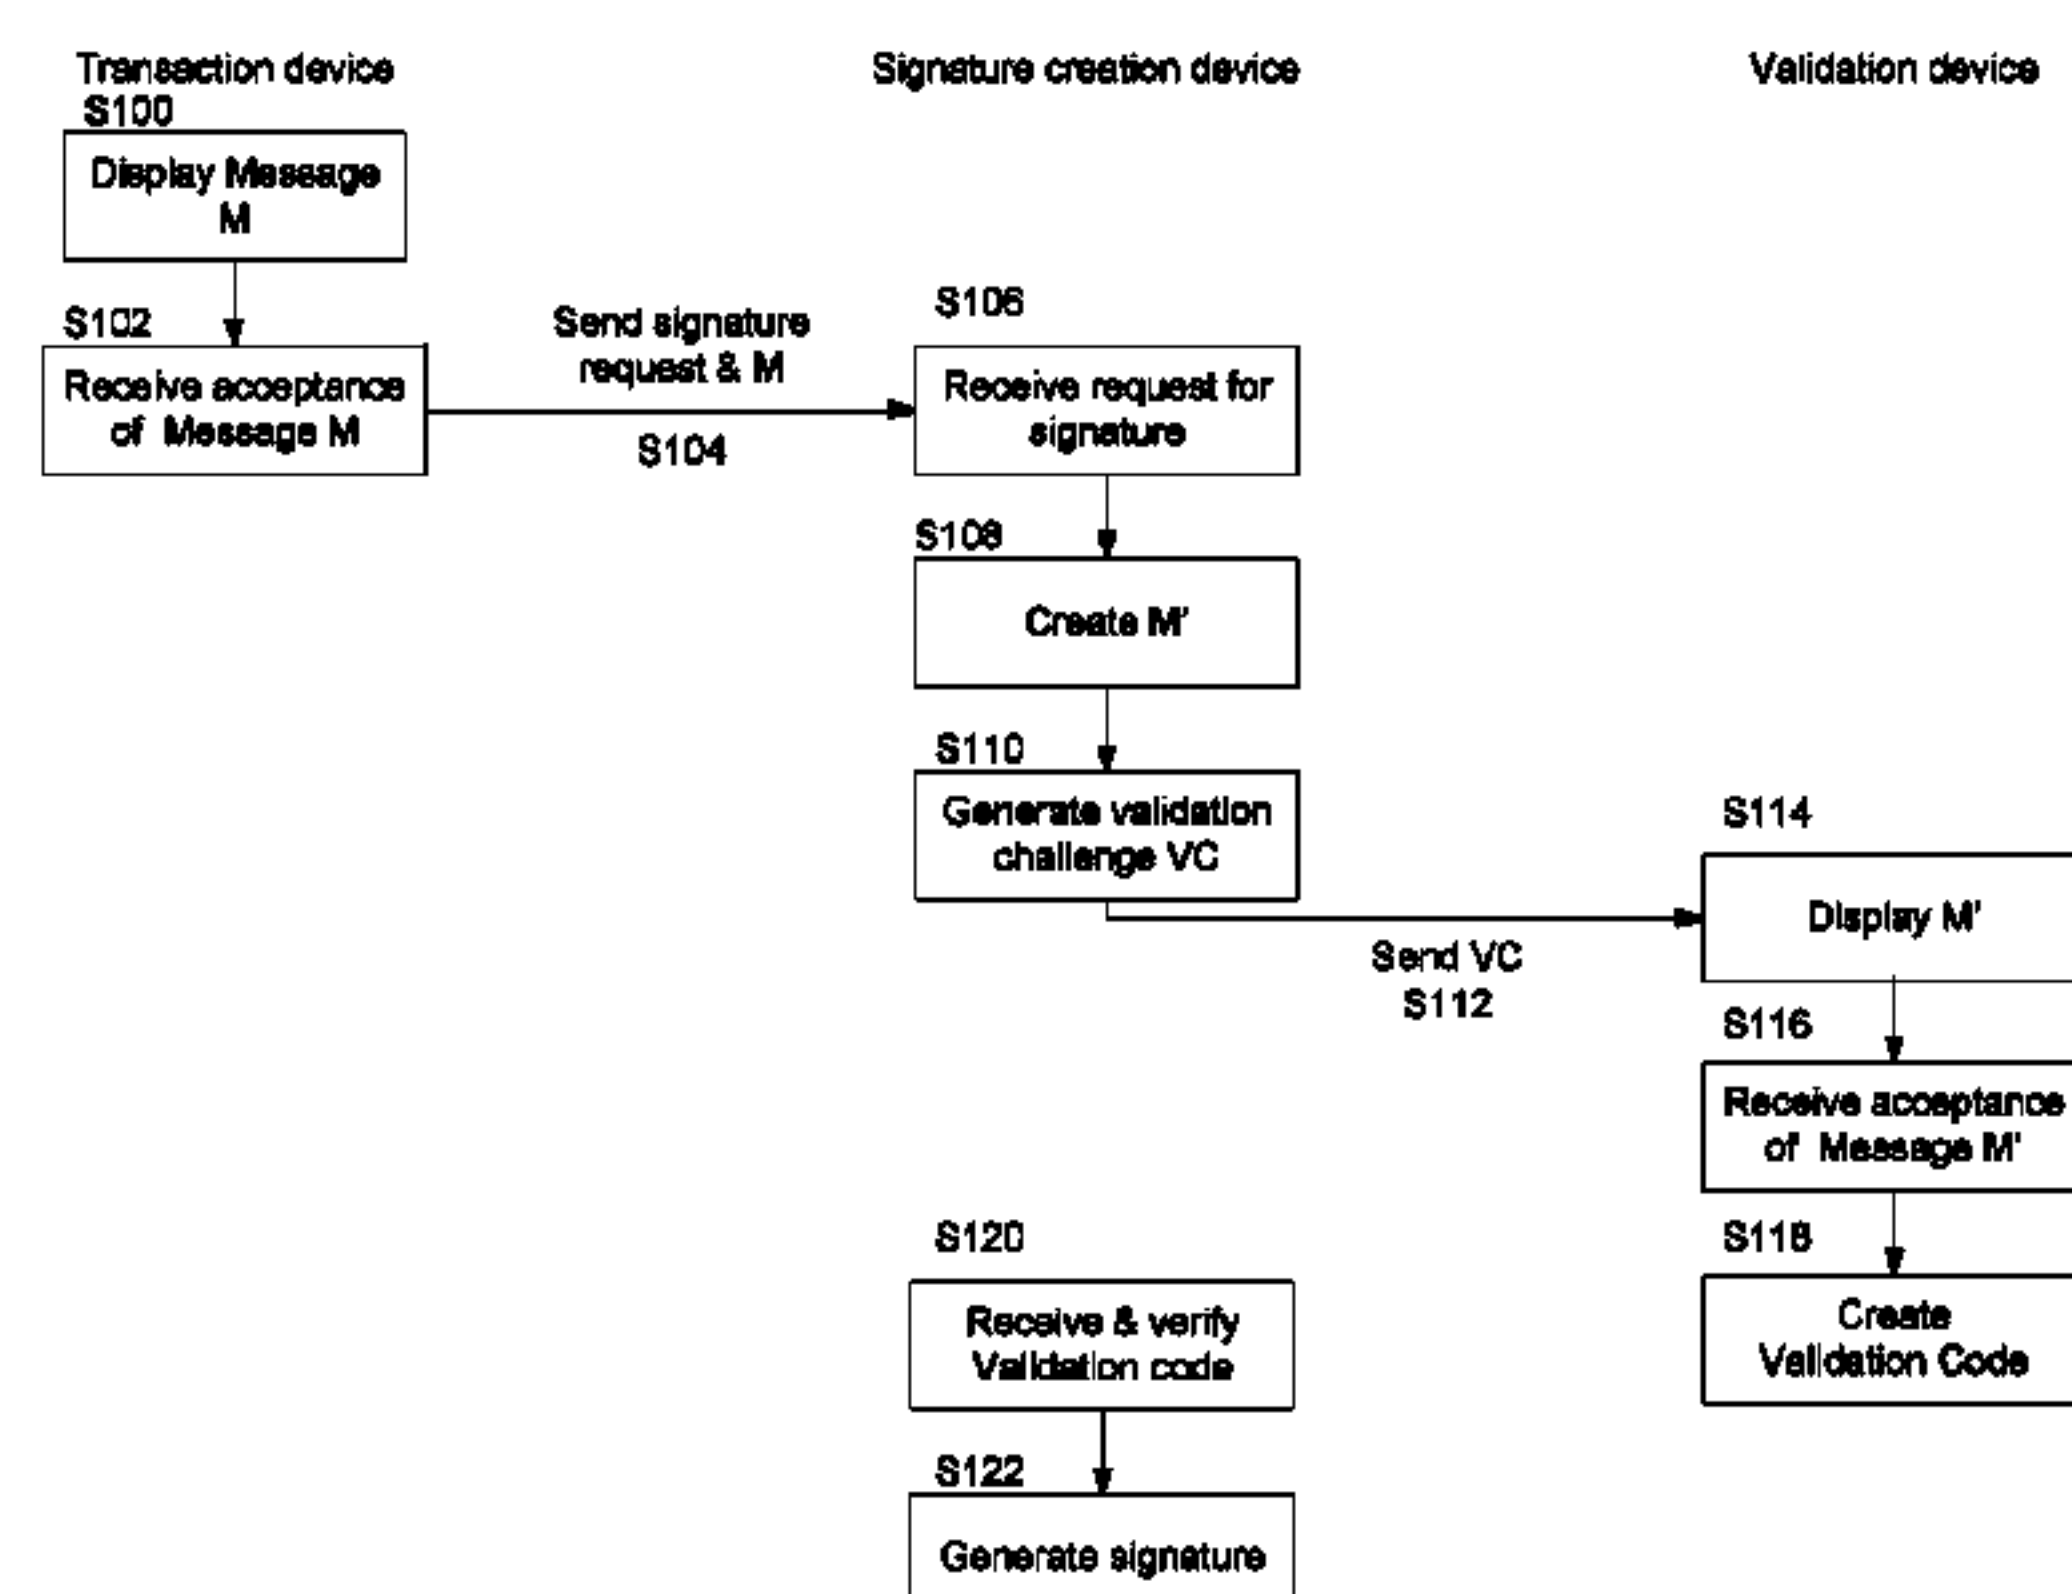 Transaction device
Signature creation device
Validation device
S100
Display Message
M
S102
Receive acceptance
of Message M
Send signature
request & M
S104
S106
Receive request for
signature
S108
Create M'
S110
Generate validation
challenge VC
Send VC
S112
S114
Display M'
S116
Receive acceptance
of Message M'
S118
Create
Validation Code
S120
Receive & verify
Validation code
S122
Generate signature